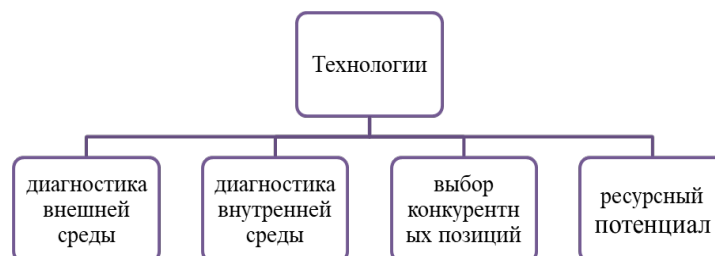 Технологии
диагностика
внешней
среды
диагностика
внутренней
среды
выбор
конкурентн
ых позиций
ресурсный
потенциал